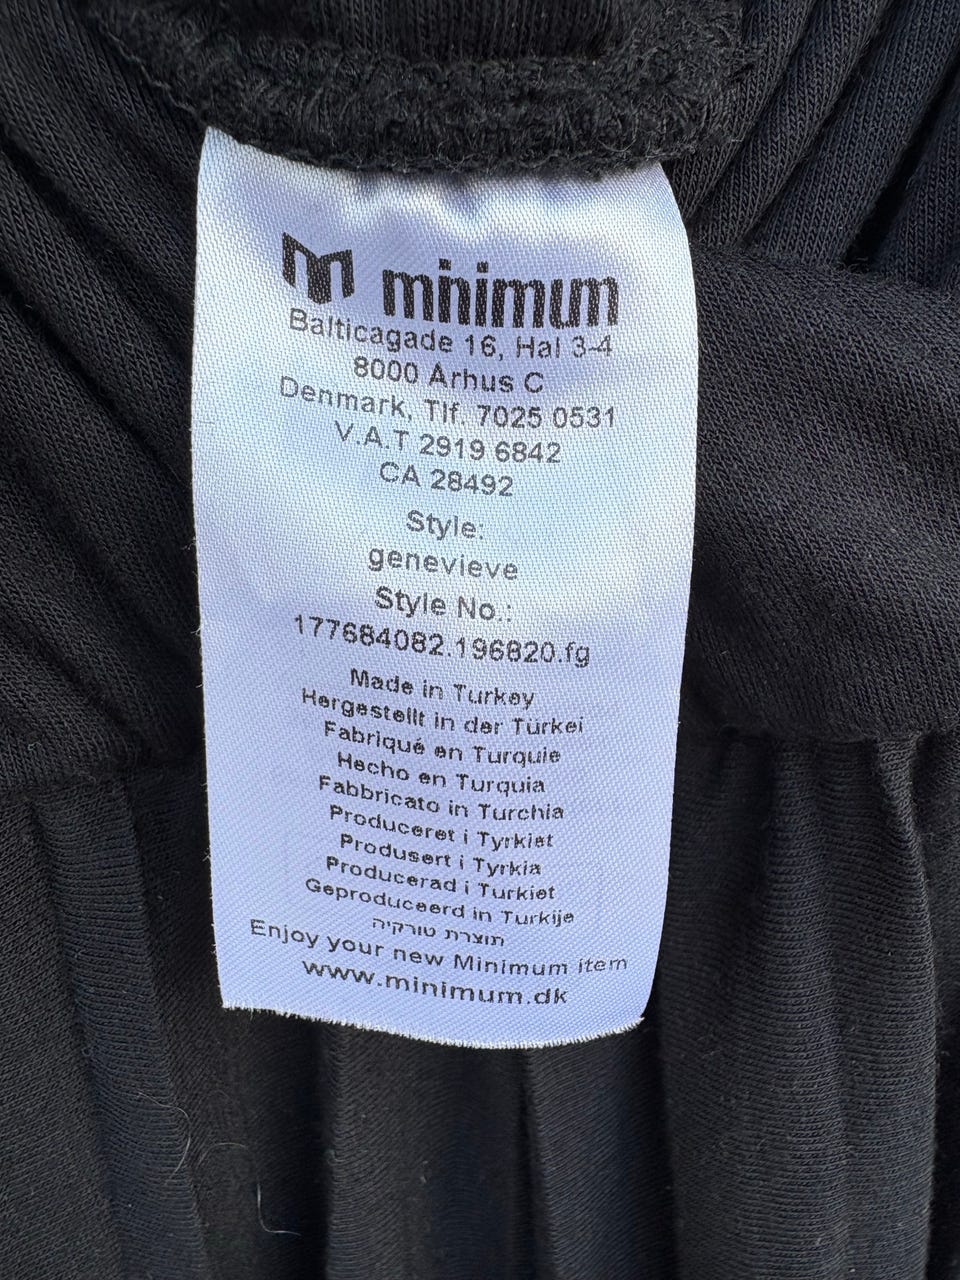 minimum
Balticagade 16, Hal 3-4
8000 Arhus C
Denmark, Tlf. 7025 0531
V.A.T 2919 6842
CA 28492
Style:
genevieve
Style No.:
177684082.196820.fg
Made in Turkey
Hergestellt in der Türkei
Fabriqué en Turquie
Hecho en Turquia
Fabbricato in Turchia
Produceret i Tyrkiet
Produsert i Tyrkia
Producerad i Turkiet
Geproduceerd in Turkije
תוצרת טורקיה
Enjoy your new Minimum item
www.minimum.dk